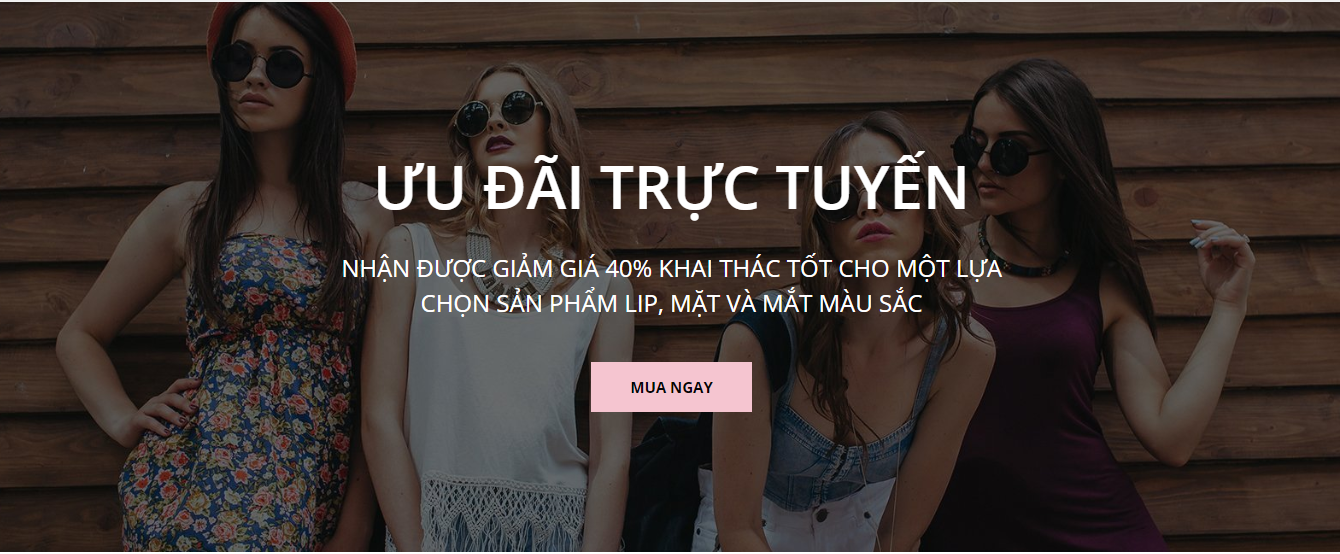 ƯU ĐÃI TRỰC TUYẾN
NHẬN ĐƯỢC GIẢM GIÁ 40% KHAI THÁC TỐT CHO MỘT LỰA
CHỌN SẢN PHẨM LIP, MẶT VÀ MẮT MÀU SẮC
MUA NGAY